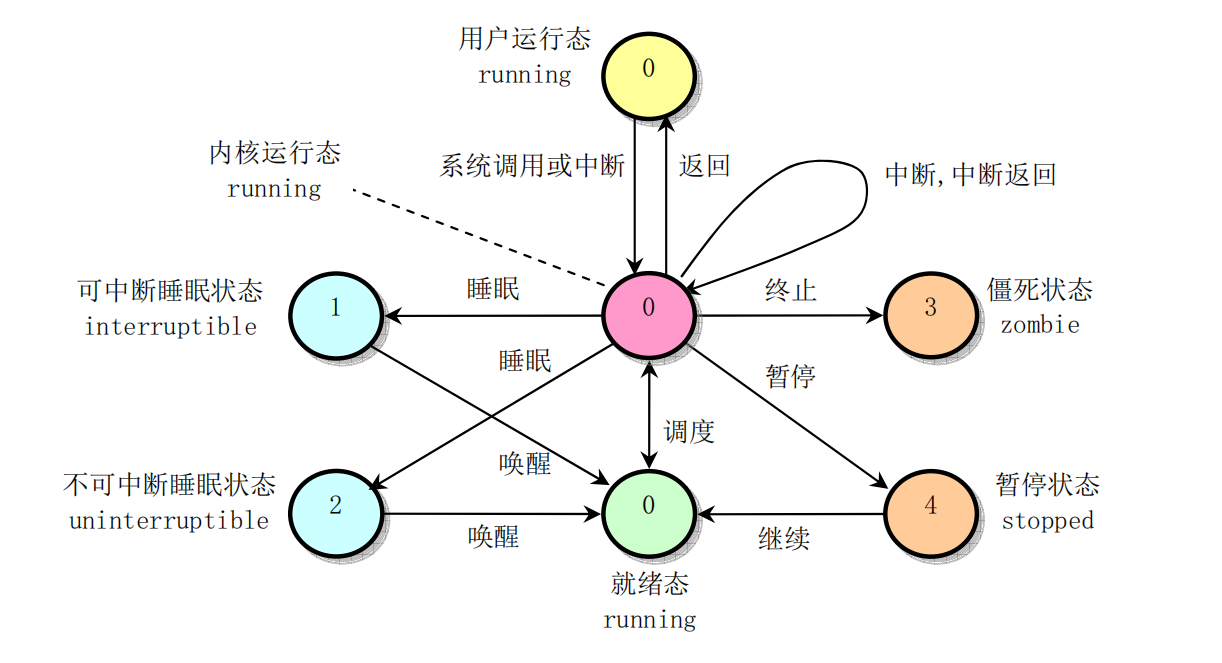 用户运行态
running
0
内核运行态
running
系统调用或中断
返回
中断,中断返回
可中断睡眠状态
interruptible
1
睡眠
0
终止
3
僵死状态
zombie
睡眠
暂停
调度
唤醒
不可中断睡眠状态
uninterruptible
2
唤醒
0
继续
4
暂停状态
stopped
就绪态
running